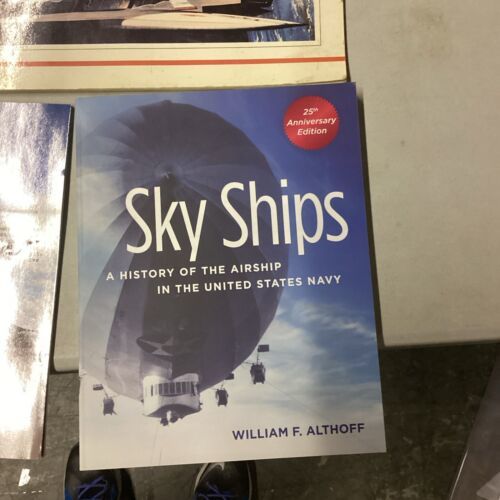 25th
Anniversary
Edition
Sky Ships
A HISTORY OF THE AIRSHIP
IN THE UNITED STATES NAVY
WILLIAM F. ALTHOFF